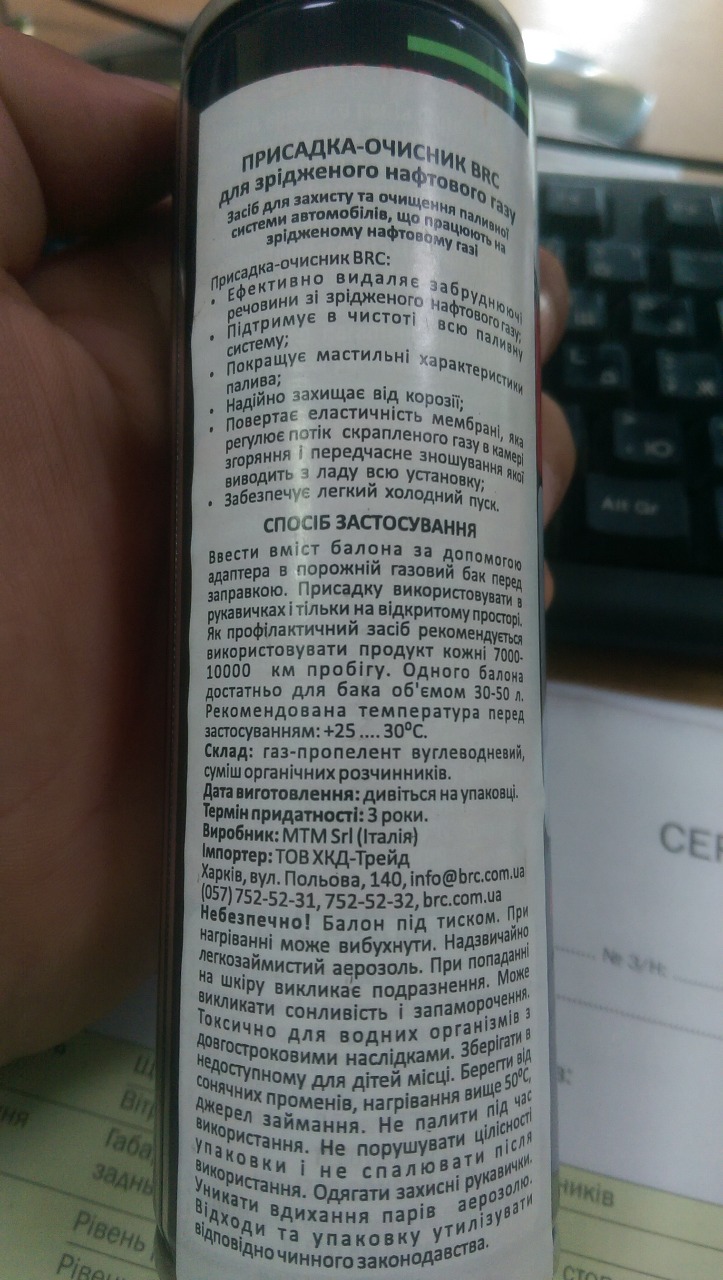 ПРИСАДКА-ОЧИСНИК BRC
для зрідженого нафтового газу
Засіб для захисту та очищення паливної
системи автомобілів, що працюють на
зрідженому нафтовому газі
Присадка-очисник BRC:
• Ефективно видаляє забруднюючі
речовини зі зрідженого нафтового газу;
• Підтримує в чистоті всю паливну
систему;
• Покращує мастильні характеристики
палива;
• Надійно захищає від корозії;
• Повертає еластичність мембрані, яка
регулює потік скрапленого газу в камері
згоряння і передчасне зношування якої
виводить з ладу всю установку;
• Забезпечує легкий холодний пуск.
СПОСІБ ЗАСТОСУВАННЯ
Ввести вміст балона за допомогою
адаптера в порожній газовий бак перед
заправкою. Присадку використовувати в
рукавичках і тільки на відкритому просторі.
Як профілактичний засіб рекомендується
використовувати продукт кожні 7000-
10000 км пробігу. Одного балона
достатньо для бака об'ємом 30-50 л.
Рекомендована температура перед
застосуванням: +25 .... 30⁰С.
Склад: газ-пропелент вуглеводневий,
суміш органічних розчинників.
Дата виготовлення: дивіться на упаковці.
Термін придатності: 3 роки.
Виробник: MTM Srl (Італія)
Імпортер: ТОВ ХКД-Трейд
Харків, вул. Польова, 140, info@brc.com.ua
(057) 752-52-31, 752-52-32, brc.com.ua
Небезпечно! Балон під тиском. При
нагріванні може вибухнути. Надзвичайно
легкозаймистий аерозоль. При попаданні
на шкіру викликає подразнення. Може
викликати сонливість і запаморочення.
Токсично для водних організмів з
довгостроковими наслідками. Зберігати в
недоступному для дітей місці. Берегти від
сонячних променів, нагрівання вище 50⁰С,
джерел займання. Не палити під час
використання. Не порушувати цілісності
упаковки і не спалювати після
використання. Одягати захисні рукавички.
Уникати вдихання парів аерозолю.
Відходи та упаковку утилізувати
відповідно чинного законодавства.
Alt Gr
Ю
СЕР
№ З/Н:
Габа
задн
Рівень
Рівен
ників
стоя